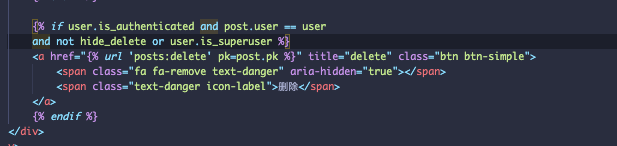 {% if user.is_authenticated and post.user == user
and not hide_delete or user.is_superuser %}
<a href="{% url 'posts:delete' pk=post.pk %}" title="delete" class="btn btn-simple">
<span class="fa fa-remove text-danger" aria-hidden="true"></span>
<span class="text-danger icon-label">删除</span>
</a>
{% endif %}
</div>